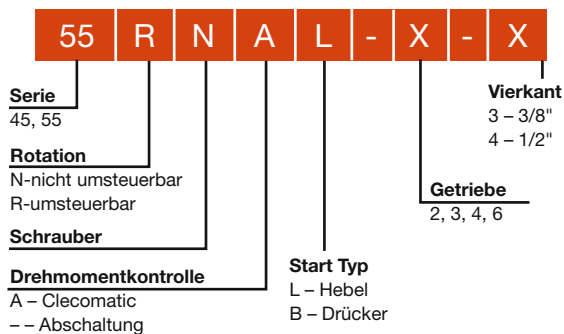 55 R N A L - X - X
Serie
45, 55
Rotation
N-nicht umsteuerbar
R-umsteuerbar
Schrauber
Drehmomentkontrolle
A – Clecomatic
– – Abschaltung
Start Typ
L – Hebel
B – Drücker
Getriebe
2, 3, 4, 6
Vierkant
3 – 3/8"
4 – 1/2"